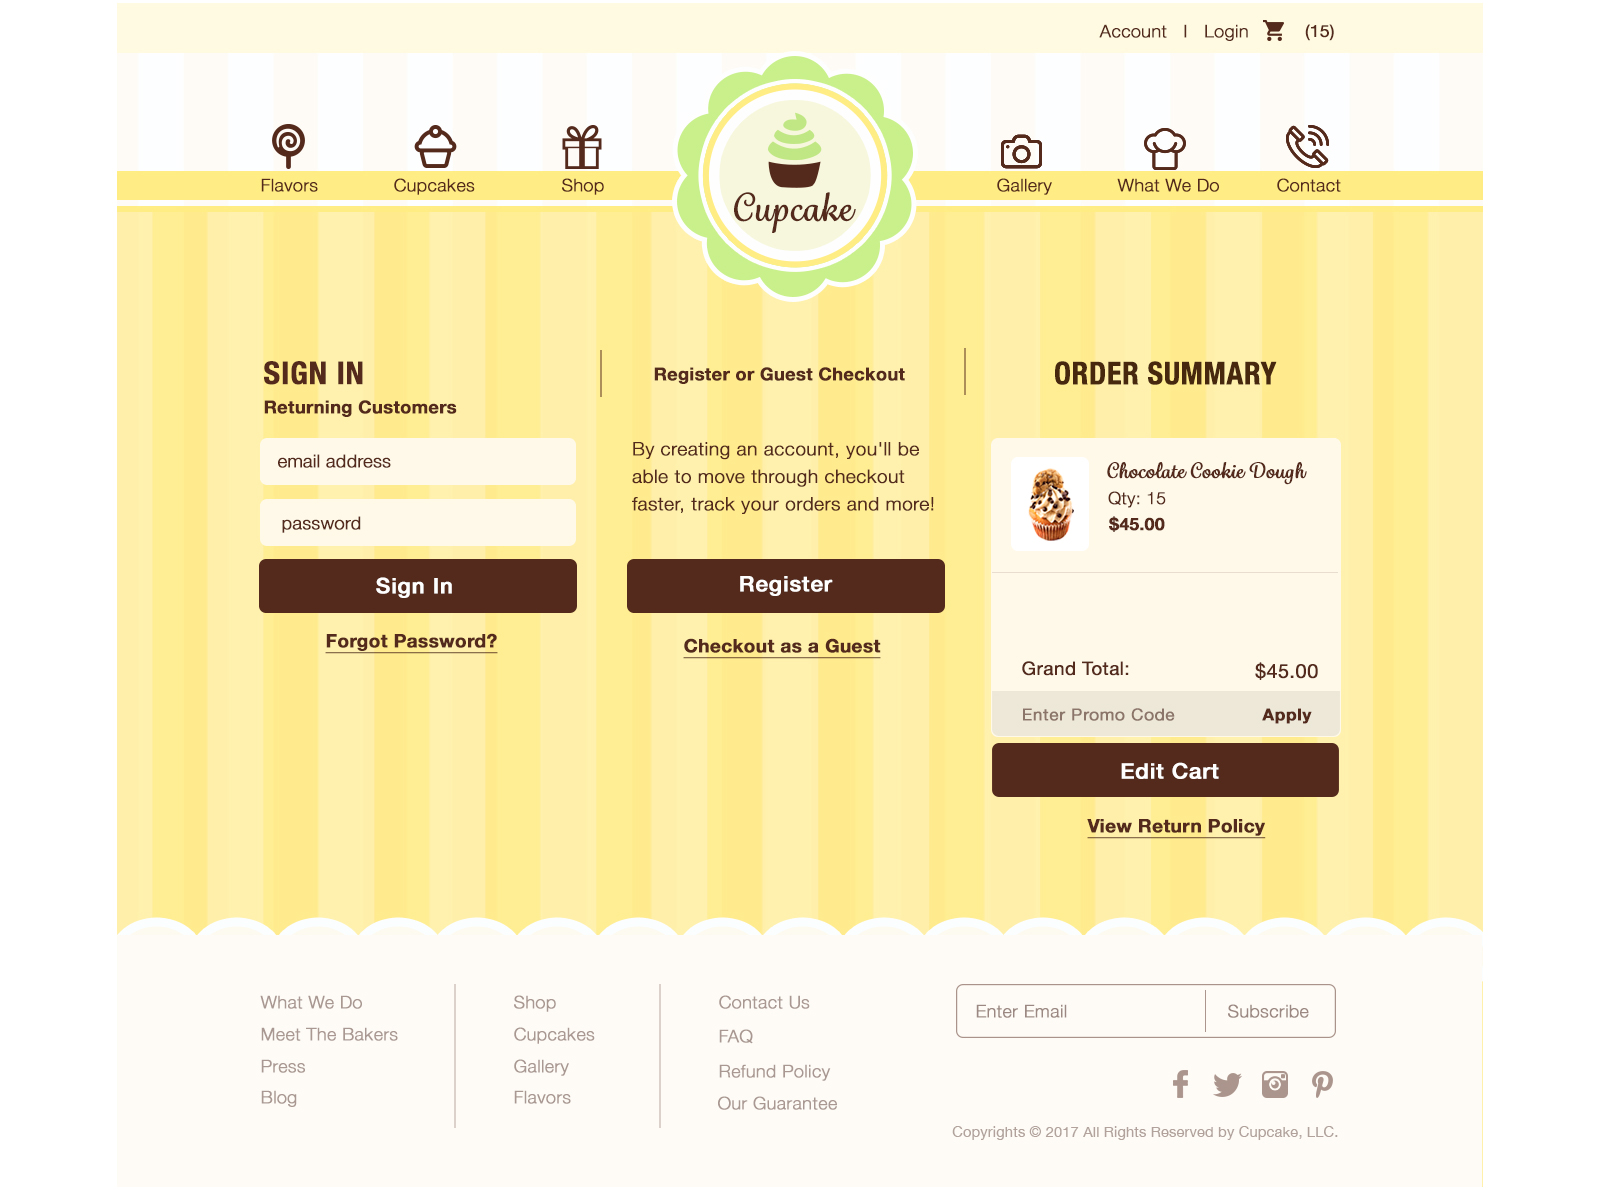 Account | Login (15)
Flavors
Cupcakes
Shop
Cupcake
Gallery
What We Do
Contact
SIGN IN
Returning Customers
email address
password
Sign In
Forgot Password?
Register or Guest Checkout
By creating an account, you'll be
able to move through checkout
faster, track your orders and more!
Register
Checkout as a Guest
ORDER SUMMARY
Chocolate Cookie Dough
Qty: 15
$45.00
Grand Total: $45.00
Enter Promo Code Apply
Edit Cart
View Return Policy
What We Do
Meet The Bakers
Press
Blog
Shop
Cupcakes
Gallery
Flavors
Contact Us
FAQ
Refund Policy
Our Guarantee
Enter Email Subscribe
Copyrights © 2017 All Rights Reserved by Cupcake, LLC.